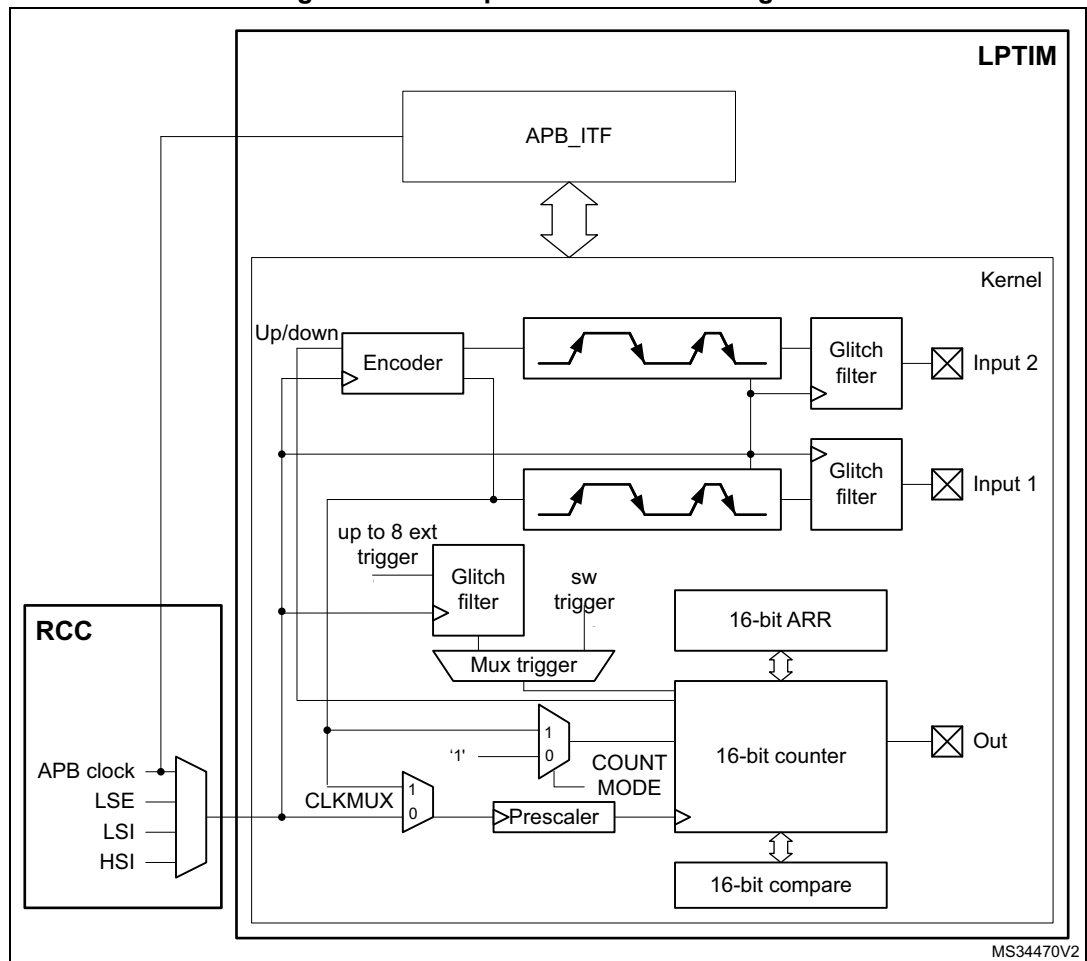 LPTIM
APB_ITF
Kernel
Up/down
Encoder
Glitch
filter
Input 2
Glitch
filter
Input 1
up to 8 ext
trigger
Glitch
filter
sw
trigger
16-bit ARR
RCC
Mux trigger
1
0
'1'
16-bit counter
Out
COUNT
MODE
APB clock
LSE
LSI
HSI
CLKMUX
1
0
Prescaler
16-bit compare
MS34470V2